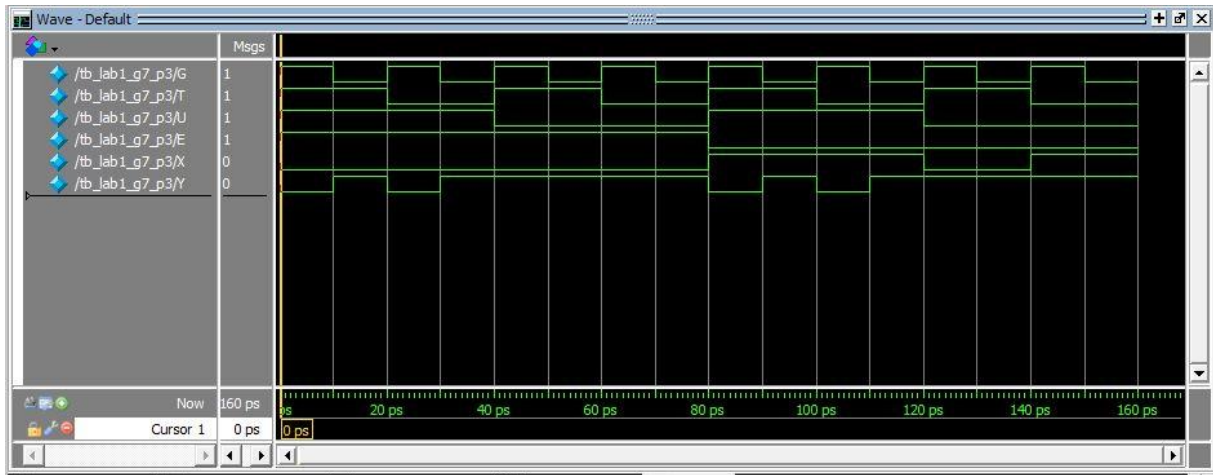 Wave - Default
Msgs
/tb_lab1_g7_p3/G 1
/tb_lab1_g7_p3/T 1
/tb_lab1_g7_p3/U 1
/tb_lab1_g7_p3/E 1
/tb_lab1_g7_p3/X 0
/tb_lab1_g7_p3/Y 0
Now 160 ps ps 20 ps 40 ps 60 ps 80 ps 100 ps 120 ps 140 ps 160 ps
Cursor 1 0 ps 0 ps